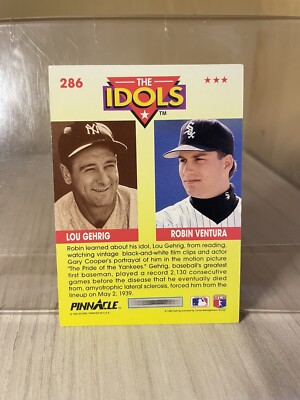 286
THE
IDOLS
TM
★★★
LOU GEHRIG
ROBIN VENTURA
Robin learned about his idol, Lou Gehrig, from reading,
watching vintage black-and-white film clips and actor
Gary Cooper's portrayal of him in the motion picture
"The Pride of the Yankees." Gehrig, baseball's greatest
first baseman, played a record 2,130 consecutive
games before the disease that he eventually died
from, amyotrophic lateral sclerosis, forced him from the
lineup on May 2, 1939.
PINNACLE